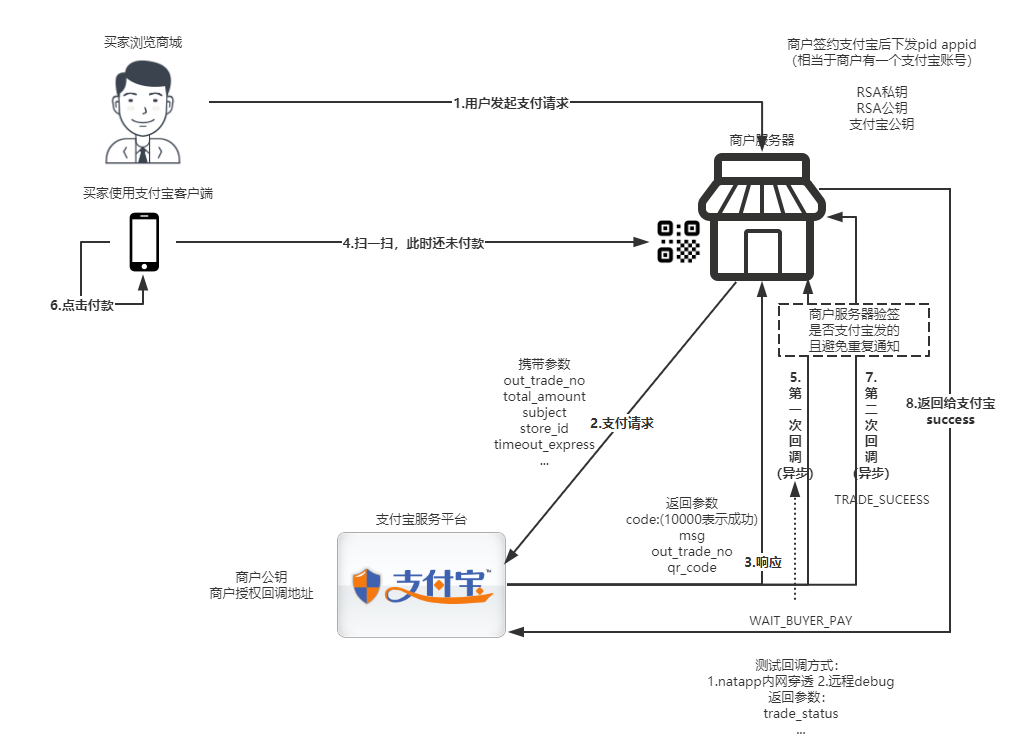 买家浏览商城
商户签约支付宝后下发pid appid
(相当于商户有一个支付宝账号)
RSA私钥
RSA公钥
支付宝公钥
1.用户发起支付请求
商户服务器
买家使用支付宝客户端
4.扫一扫，此时还未付款
6.点击付款
商户服务器验签
是否支付宝发的
且避免重复通知
携带参数
out_trade_no
total_amount
subject
store_id
timeout_express
...
2.支付请求
5.
第
一
次
回
调
(异步)
7.
第
二
次
回
调
(异步)
8.返回给支付宝
success
TRADE_SUCEESS
返回参数
code:(10000表示成功)
msg
out_trade_no
qr_code
3.响应
支付宝服务平台
支付宝™
商户公钥
商户授权回调地址
WAIT_BUYER_PAY
测试回调方式：
1.natapp内网穿透 2.远程debug
返回参数：
trade_status
...